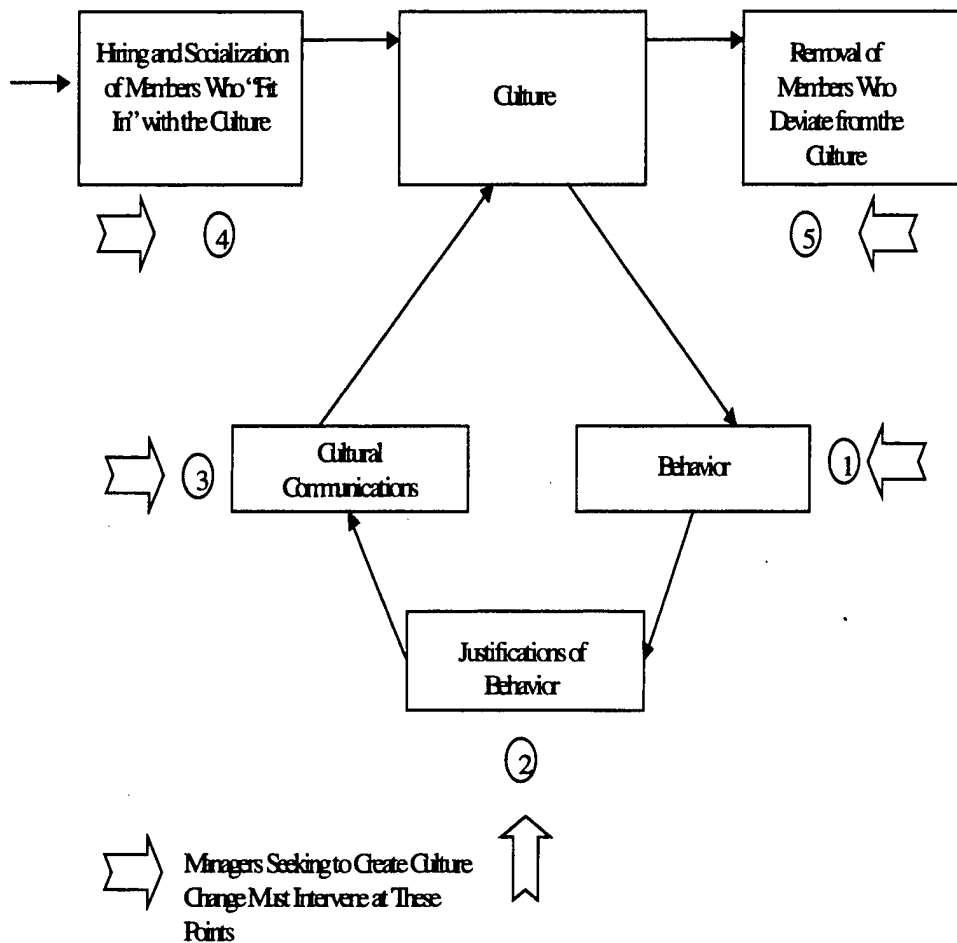 Hiring and Socialization
of Members Who "Fit
In" with the Culture
Culture
Removal of
Members Who
Deviate from the
Culture
4
5
Cultural
Communications
3
Behavior
1
Justifications of
Behavior
2
Managers Seeking to Create Culture
Change Must Intervene at These
Points